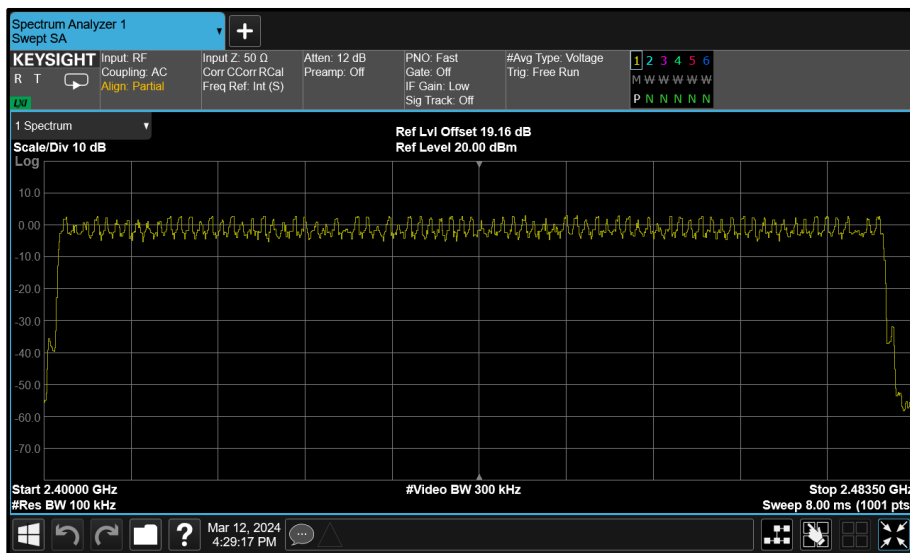 Spectrum Analyzer 1
Swept SA
KEYSIGHT
R T
LXI
Input: RF
Coupling: AC
Align: Partial
Input Z: 50 Ω
Corr CCorr RCal
Freq Ref: Int (S)
Atten: 12 dB
Preamp: Off
PNO: Fast
Gate: Off
IF Gain: Low
Sig Track: Off
#Avg Type: Voltage
Trig: Free Run
1 2 3 4 5 6
M W W W W W
P N N N N N
1 Spectrum
Scale/Div 10 dB
Ref Lvl Offset 19.16 dB
Ref Level 20.00 dBm
Log
10.0
0.00
-10.0
-20.0
-30.0
-40.0
-50.0
-60.0
-70.0
Start 2.40000 GHz
#Res BW 100 kHz
#Video BW 300 kHz
Stop 2.48350 GHz
Sweep 8.00 ms (1001 pts
?
Mar 12, 2024
4:29:17 PM